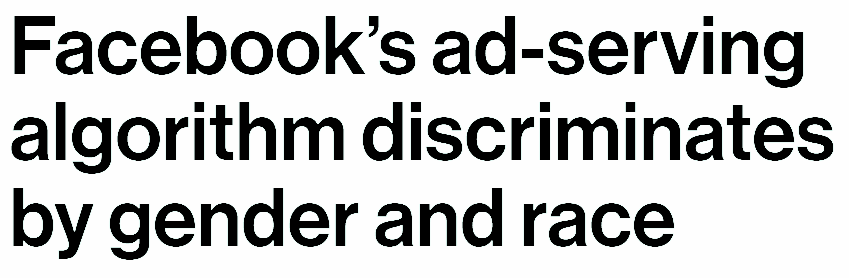 Facebook’s ad-serving
algorithm discriminates
by gender and race